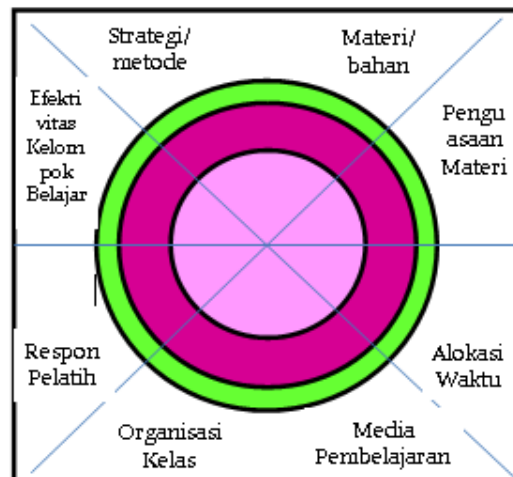 Strategi/
metode
Materi/
bahan
Efekti
vitas
Kelom
pok
Belajar
Pengu
asaan
Materi
Respon
Pelatih
Alokasi
Waktu
Organisasi
Kelas
Media
Pembelajaran